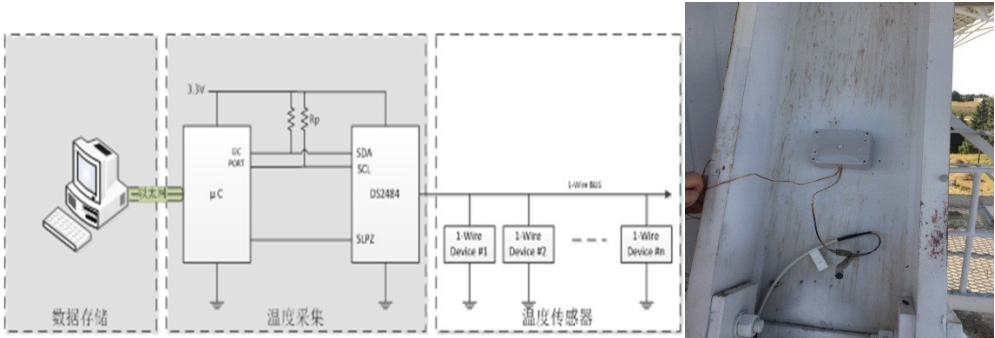 以太网
数据存储
3.3V
Rp
I2C
PORT
μC
SDA
SCL
DS2484
SLPZ
温度采集
1-Wire BUS
1-Wire
Device #1
1-Wire
Device #2
1-Wire
Device #n
温度传感器